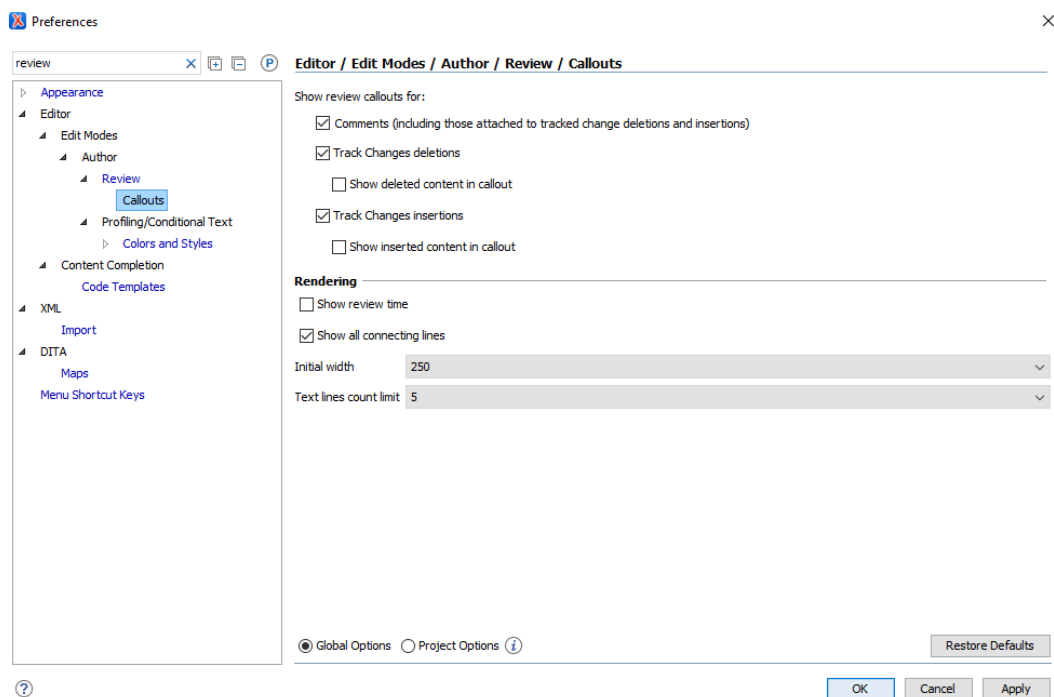 Preferences
review
P
Editor / Edit Modes / Author / Review / Callouts
Appearance
Editor
Edit Modes
Author
Review
Callouts
Profiling/Conditional Text
Colors and Styles
Content Completion
Code Templates
XML
Import
DITA
Maps
Menu Shortcut Keys
Show review callouts for:
Comments (including those attached to tracked change deletions and insertions)
Track Changes deletions
Show deleted content in callout
Track Changes insertions
Show inserted content in callout
Rendering
Show review time
Show all connecting lines
Initial width 250
Text lines count limit 5
Global Options Project Options i
Restore Defaults
?
OK Cancel Apply